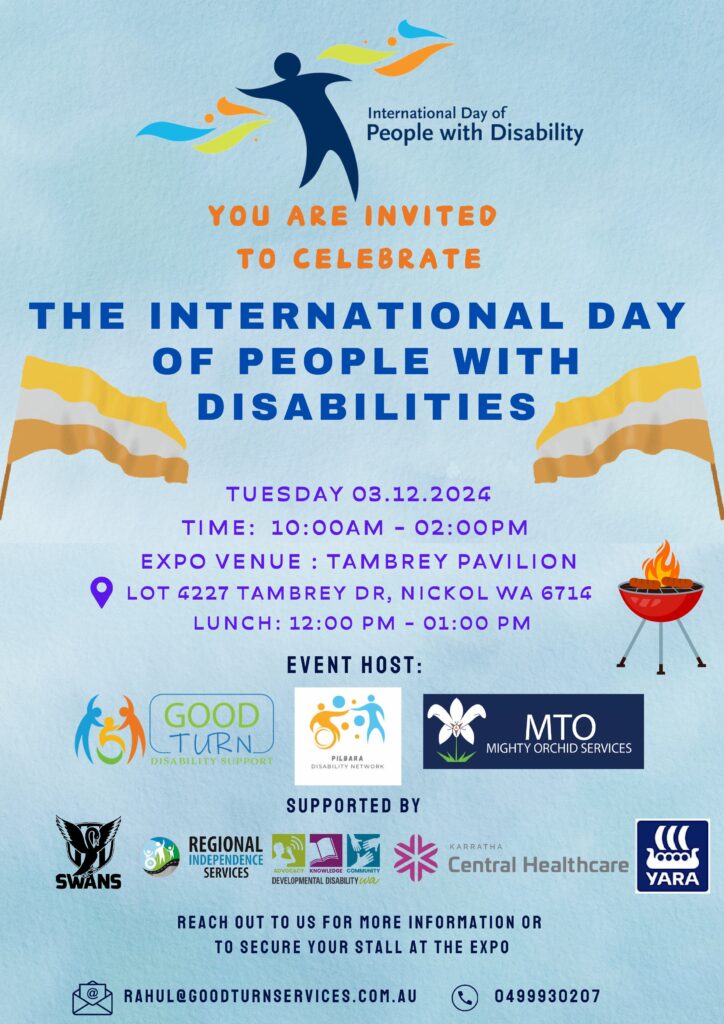 International Day of
People with Disability
YOU ARE INVITED
TO CELEBRATE
THE INTERNATIONAL DAY
OF PEOPLE WITH
DISABILITIES
TUESDAY 03.12.2024
TIME: 10:00AM - 02:00PM
EXPO VENUE : TAMBREY PAVILION
LOT 4227 TAMBREY DR, NICKOL WA 6714
LUNCH: 12:00 PM - 01:00 PM
EVENT HOST:
GOOD
TURN
DISABILITY SUPPORT
PILBARA
DISABILITY NETWORK
MTO
MIGHTY ORCHID SERVICES
SUPPORTED BY
SWANS
REGIONAL
INDEPENDENCE
SERVICES
ADVOCACY KNOWLEDGE COMMUNITY
DEVELOPMENTAL DISABILITY wa
KARRATHA
Central Healthcare
YARA
REACH OUT TO US FOR MORE INFORMATION OR
TO SECURE YOUR STALL AT THE EXPO
RAHUL@GOODTURNSERVICES.COM.AU 0499930207